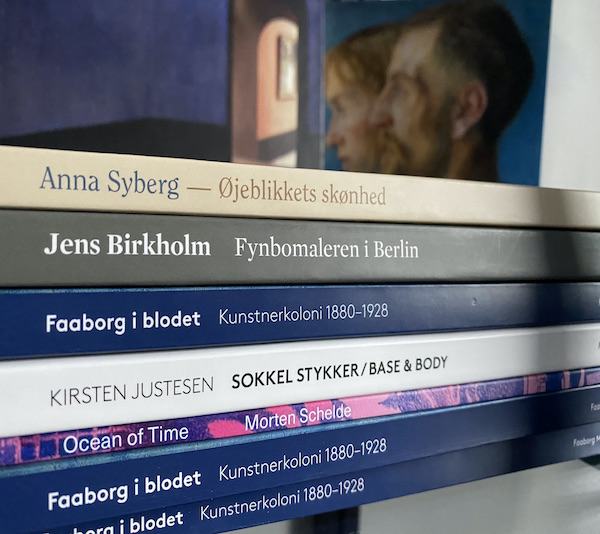 Anna Syberg — Øjeblikkets skønhed
Jens Birkholm Fynbomaleren i Berlin
Faaborg i blodet Kunstnerkoloni 1880–1928
KIRSTEN JUSTESEN SOKKEL STYKKER / BASE & BODY
Ocean of Time Morten Schelde
Faaborg i blodet Kunstnerkoloni 1880–1928
Faaborg M
i blodet Kunstnerkoloni 1880–1928